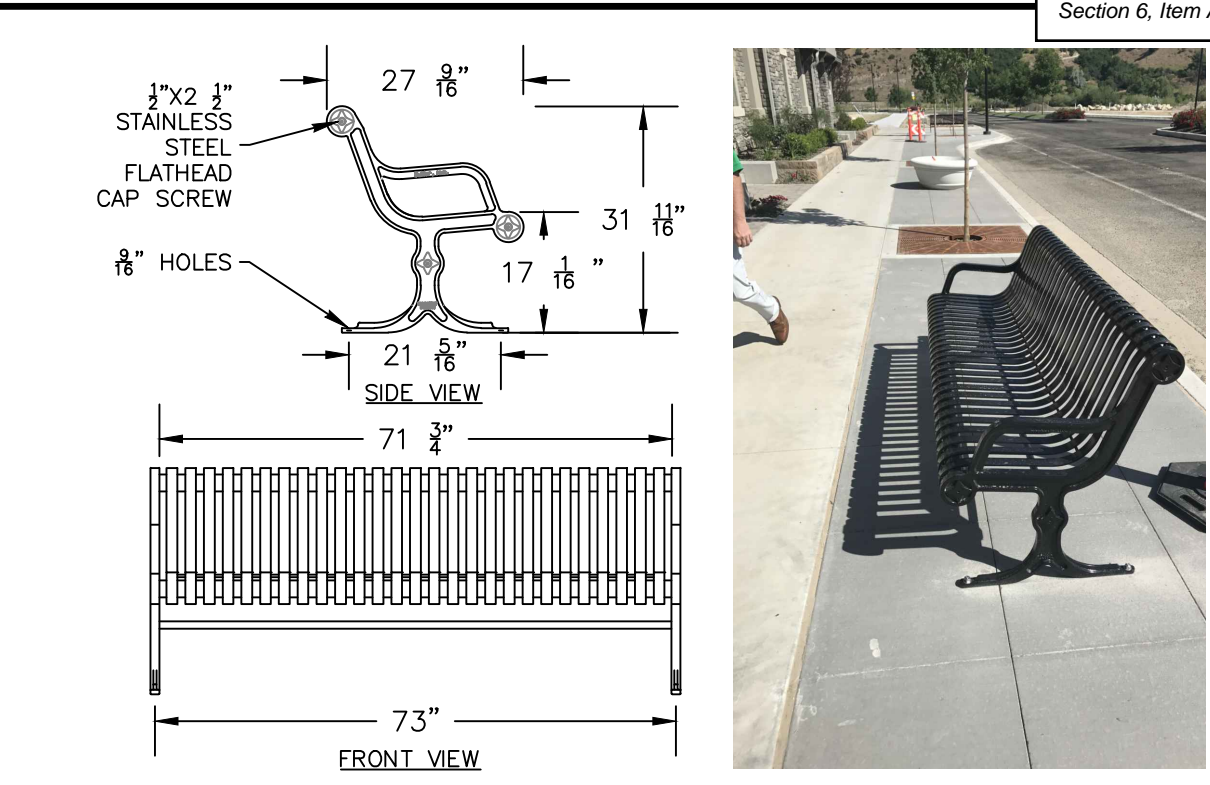 Section 6, Item
27 9/16"
1/2"X2 1/2"
STAINLESS
STEEL
FLATHEAD
CAP SCREW
31 11/16"
9/16" HOLES
17 1/16 "
21 5/16"
SIDE VIEW
71 3/4"
73"
FRONT VIEW